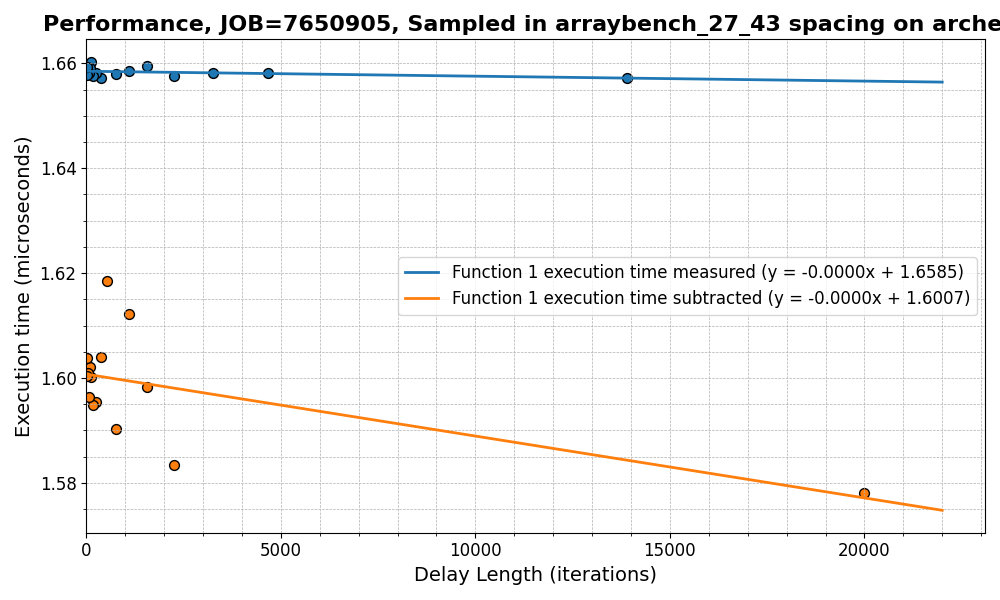 Performance, JOB=7650905, Sampled in arraybench_27_43 spacing on arche
Execution time (microseconds)
1.66
1.64
1.62
1.60
1.58
Function 1 execution time measured (y = -0.0000x + 1.6585)
Function 1 execution time subtracted (y = -0.0000x + 1.6007)
0 5000 10000 15000 20000
Delay Length (iterations)